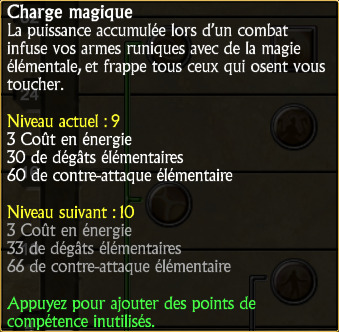 Charge magique
La puissance accumulée lors d'un combat
infuse vos armes runiques avec de la magie
élémentale, et frappe tous ceux qui osent vous
toucher.
Niveau actuel : 9
3 Coût en énergie
30 de dégâts élémentaires
60 de contre-attaque élémentaire
Niveau suivant : 10
3 Coût en énergie
33 de dégâts élémentaires
66 de contre-attaque élémentaire
Appuyez pour ajouter des points de
compétence inutilisés.